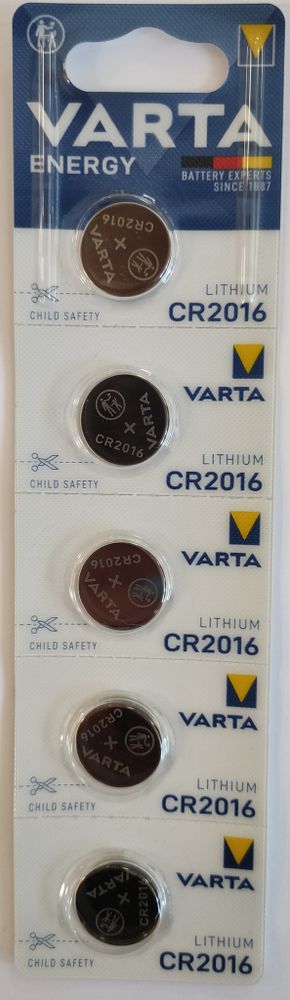 VARTA
ENERGY
BATTERY EXPERTS
SINCE 1887
CR2016
+
VARTA
LITHIUM
CHILD SAFETY
CR2016
VARTA
+
VARTA
CR2016
LITHIUM
CHILD SAFETY
CR2016
CR2016
+
VARTA
VARTA
LITHIUM
CHILD SAFETY
CR2016
CR2016
+
VARTA
VARTA
LITHIUM
CHILD SAFETY
CR2016
VARTA
+
CR2016
VARTA
LITHIUM
CHILD SAFETY
CR2016